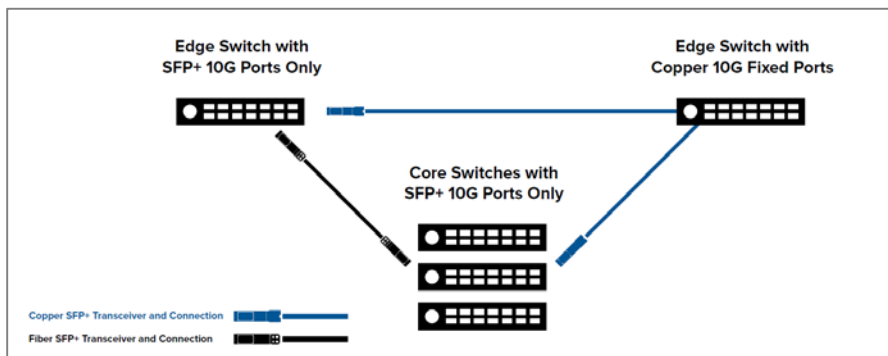 Edge Switch with
SFP+ 10G Ports Only
Edge Switch with
Copper 10G Fixed Ports
Core Switches with
SFP+ 10G Ports Only
Copper SFP+ Transceiver and Connection
Fiber SFP+ Transceiver and Connection